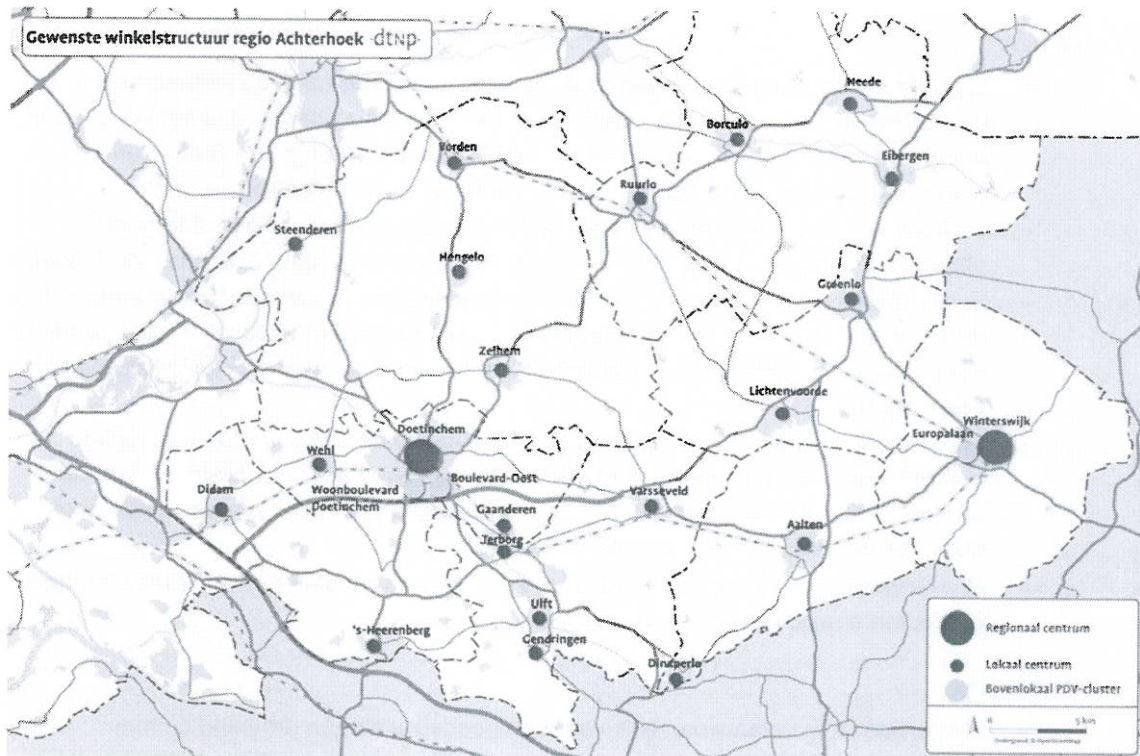 Gewenste winkelstructuur regio Achterhoek dtnp
Neede
Borculo
Vorden
Eibergen
Ruurlo
Steenderen
Hengelo
Groenlo
Zelhem
Lichtenvoorde
Winterswijk
Europalaan
Doetinchem
Wehl
Boulevard-Oost
Didam
Woonboulevard
Doetinchem
Varsseveld
Gaanderen
Terborg
Aalten
Ulft
's-Heerenberg
Gendringen
Dinxperlo
Regionaal centrum
Lokaal centrum
Bovenlokaal PDV-cluster
0 5 km